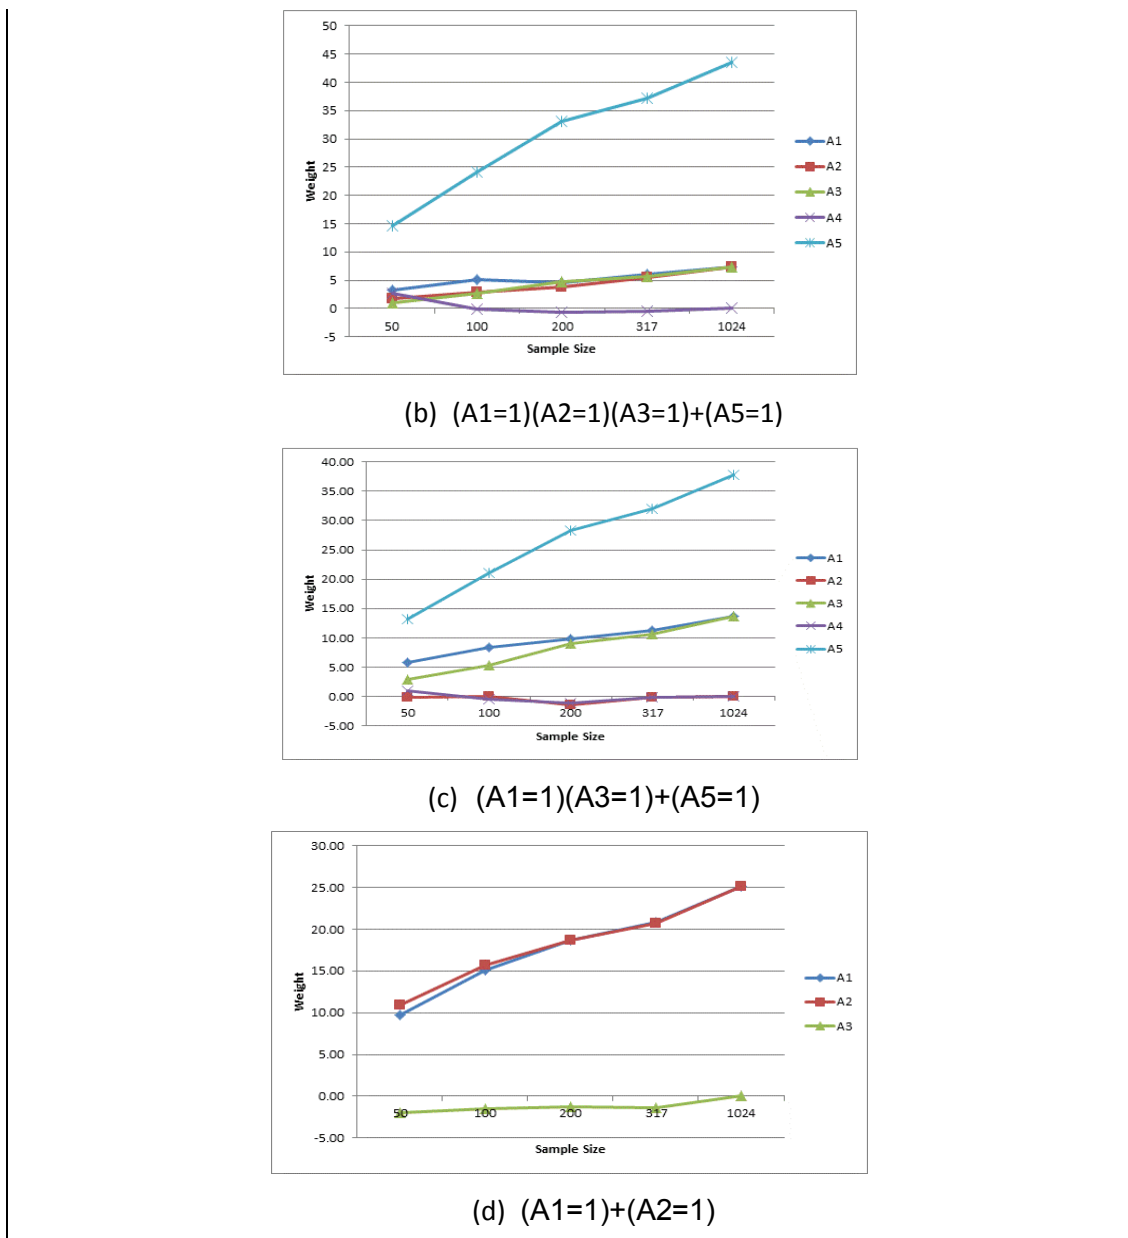 50
45
40
35
30
25
20
15
10
5
0
-5
Weight
50 100 200 317 1024
Sample Size
A1
A2
A3
A4
A5
(b) (A1=1)(A2=1)(A3=1)+(A5=1)
40.00
35.00
30.00
25.00
20.00
15.00
10.00
5.00
0.00
-5.00
Weight
50 100 200 317 1024
Sample Size
A1
A2
A3
A4
A5
(c) (A1=1)(A3=1)+(A5=1)
30.00
25.00
20.00
15.00
10.00
5.00
0.00
-5.00
Weight
50 100 200 317 1024
Sample Size
A1
A2
A3
(d) (A1=1)+(A2=1)